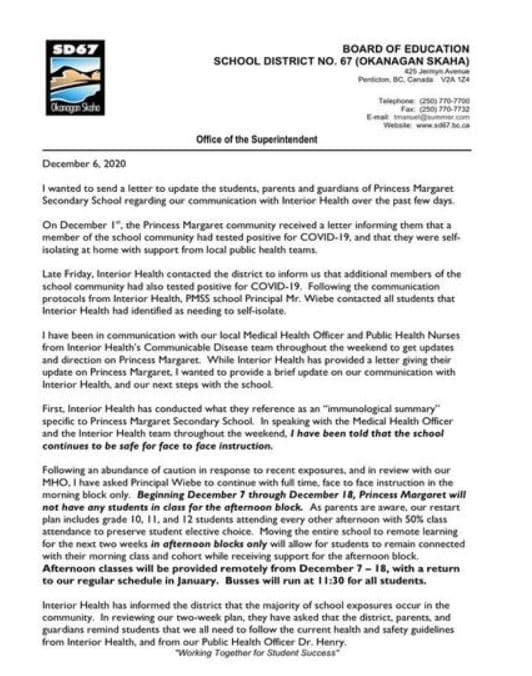 SD67
Okanagan Skaha
BOARD OF EDUCATION
SCHOOL DISTRICT NO. 67 (OKANAGAN SKAHA)
425 Jermyn Avenue
Penticton, BC, Canada V2A 1Z4
Telephone: (250) 770-7700
Fax: (250) 770-7732
E-mail: tmanuel@summer.com
Website: www.sd67.bc.ca
Office of the Superintendent
December 6, 2020
I wanted to send a letter to update the students, parents and guardians of Princess Margaret
Secondary School regarding our communication with Interior Health over the past few days.
On December 1st, the Princess Margaret community received a letter informing them that a
member of the school community had tested positive for COVID-19, and that they were self-
isolating at home with support from local public health teams.
Late Friday, Interior Health contacted the district to inform us that additional members of the
school community had also tested positive for COVID-19. Following the communication
protocols from Interior Health, PMSS school Principal Mr. Wiebe contacted all students that
Interior Health had identified as needing to self-isolate.
I have been in communication with our local Medical Health Officer and Public Health Nurses
from Interior Health's Communicable Disease team throughout the weekend to get updates
and direction on Princess Margaret. While Interior Health has provided a letter giving their
update on Princess Margaret, I wanted to provide a brief update on our communication with
Interior Health, and our next steps with the school.
First, Interior Health has conducted what they reference as an "immunological summary"
specific to Princess Margaret Secondary School. In speaking with the Medical Health Officer
and the Interior Health team throughout the weekend, I have been told that the school
continues to be safe for face to face instruction.
Following an abundance of caution in response to recent exposures, and in review with our
MHO, I have asked Principal Wiebe to continue with full time, face to face instruction in the
morning block only. Beginning December 7 through December 18, Princess Margaret will
not have any students in class for the afternoon block. As parents are aware, our restart
plan includes grade 10, 11, and 12 students attending every other afternoon with 50% class
attendance to preserve student elective choice. Moving the entire school to remote learning
for the next two weeks in afternoon blocks only will allow for students to remain connected
with their morning class and cohort while receiving support for the afternoon block.
Afternoon classes will be provided remotely from December 7 – 18, with a return
to our regular schedule in January. Busses will run at 11:30 for all students.
Interior Health has informed the district that the majority of school exposures occur in the
community. In reviewing our two-week plan, they have asked that the district, parents, and
guardians remind students that we all need to follow the current health and safety guidelines
from Interior Health, and from our Public Health Officer Dr. Henry.
"Working Together for Student Success"